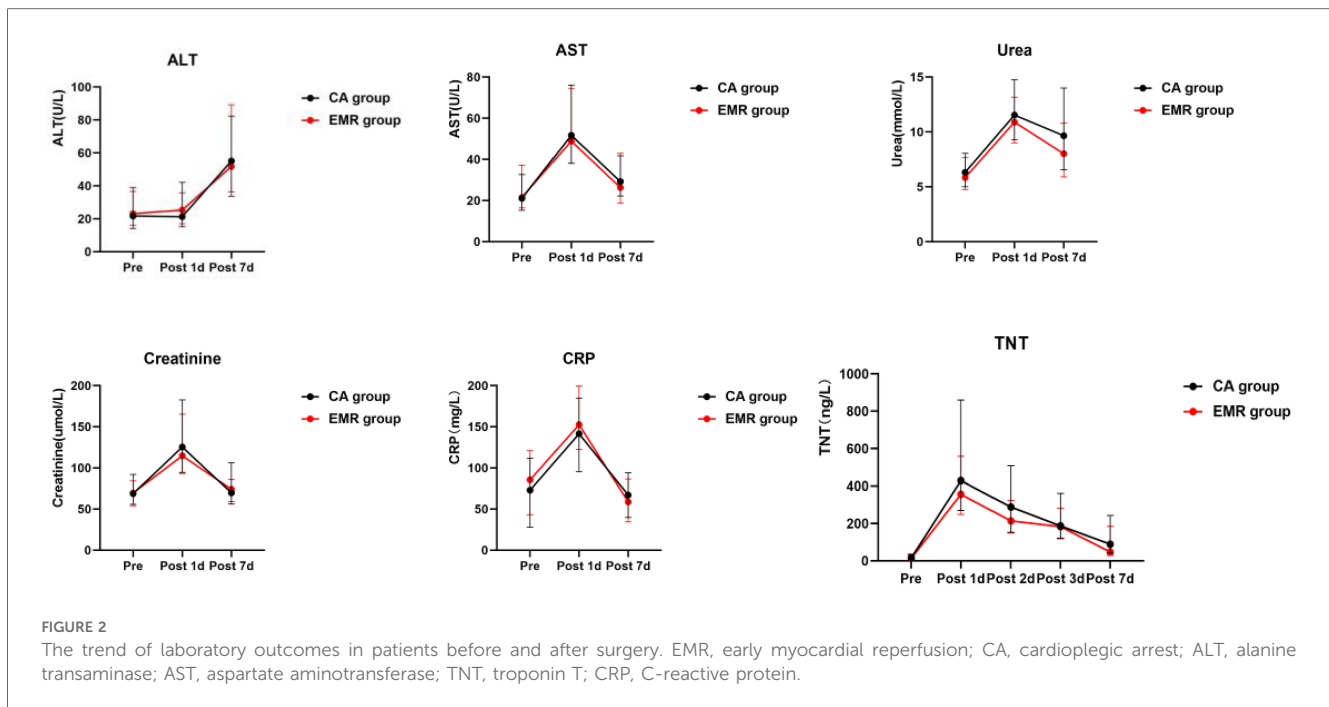 ALT
ALT(U/L)
100
80
60
40
20
0
Pre Post 1d Post 7d
CA group
EMR group
AST
AST(U/L)
80
60
40
20
0
Pre Post 1d Post 7d
CA group
EMR group
Urea
Urea(mmol/L)
15
10
5
0
Pre Post 1d Post 7d
CA group
EMR group
Creatinine
Creatinine(umol/L)
200
150
100
50
0
Pre Post 1d Post 7d
CA group
EMR group
CRP
CRP(mg/L)
200
150
100
50
0
Pre Post 1d Post 7d
CA group
EMR group
TNT
TNT(ng/L)
1000
800
600
400
200
0
Pre Post 1d Post 2d Post 3d Post 7d
CA group
EMR group
FIGURE 2
The trend of laboratory outcomes in patients before and after surgery. EMR, early myocardial reperfusion; CA, cardioplegic arrest; ALT, alanine
transaminase; AST, aspartate aminotransferase; TNT, troponin T; CRP, C-reactive protein.